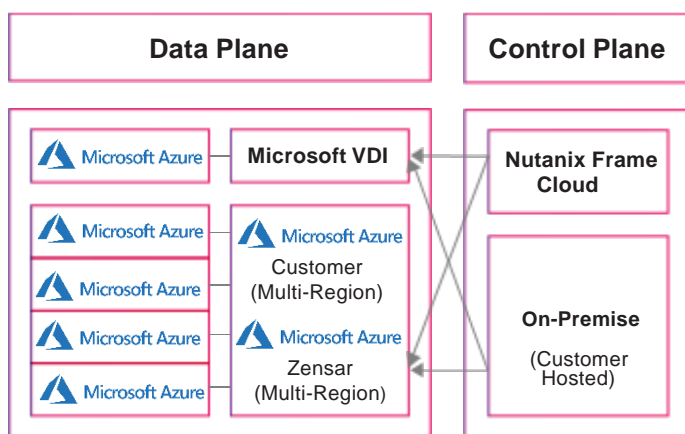 Data Plane
Control Plane
Microsoft Azure
Microsoft VDI
Microsoft Azure
Microsoft Azure
Microsoft Azure
Microsoft Azure
Microsoft Azure
Customer
(Multi-Region)
Microsoft Azure
Zensar
(Multi-Region)
Nutanix Frame
Cloud
On-Premise
(Customer
Hosted)